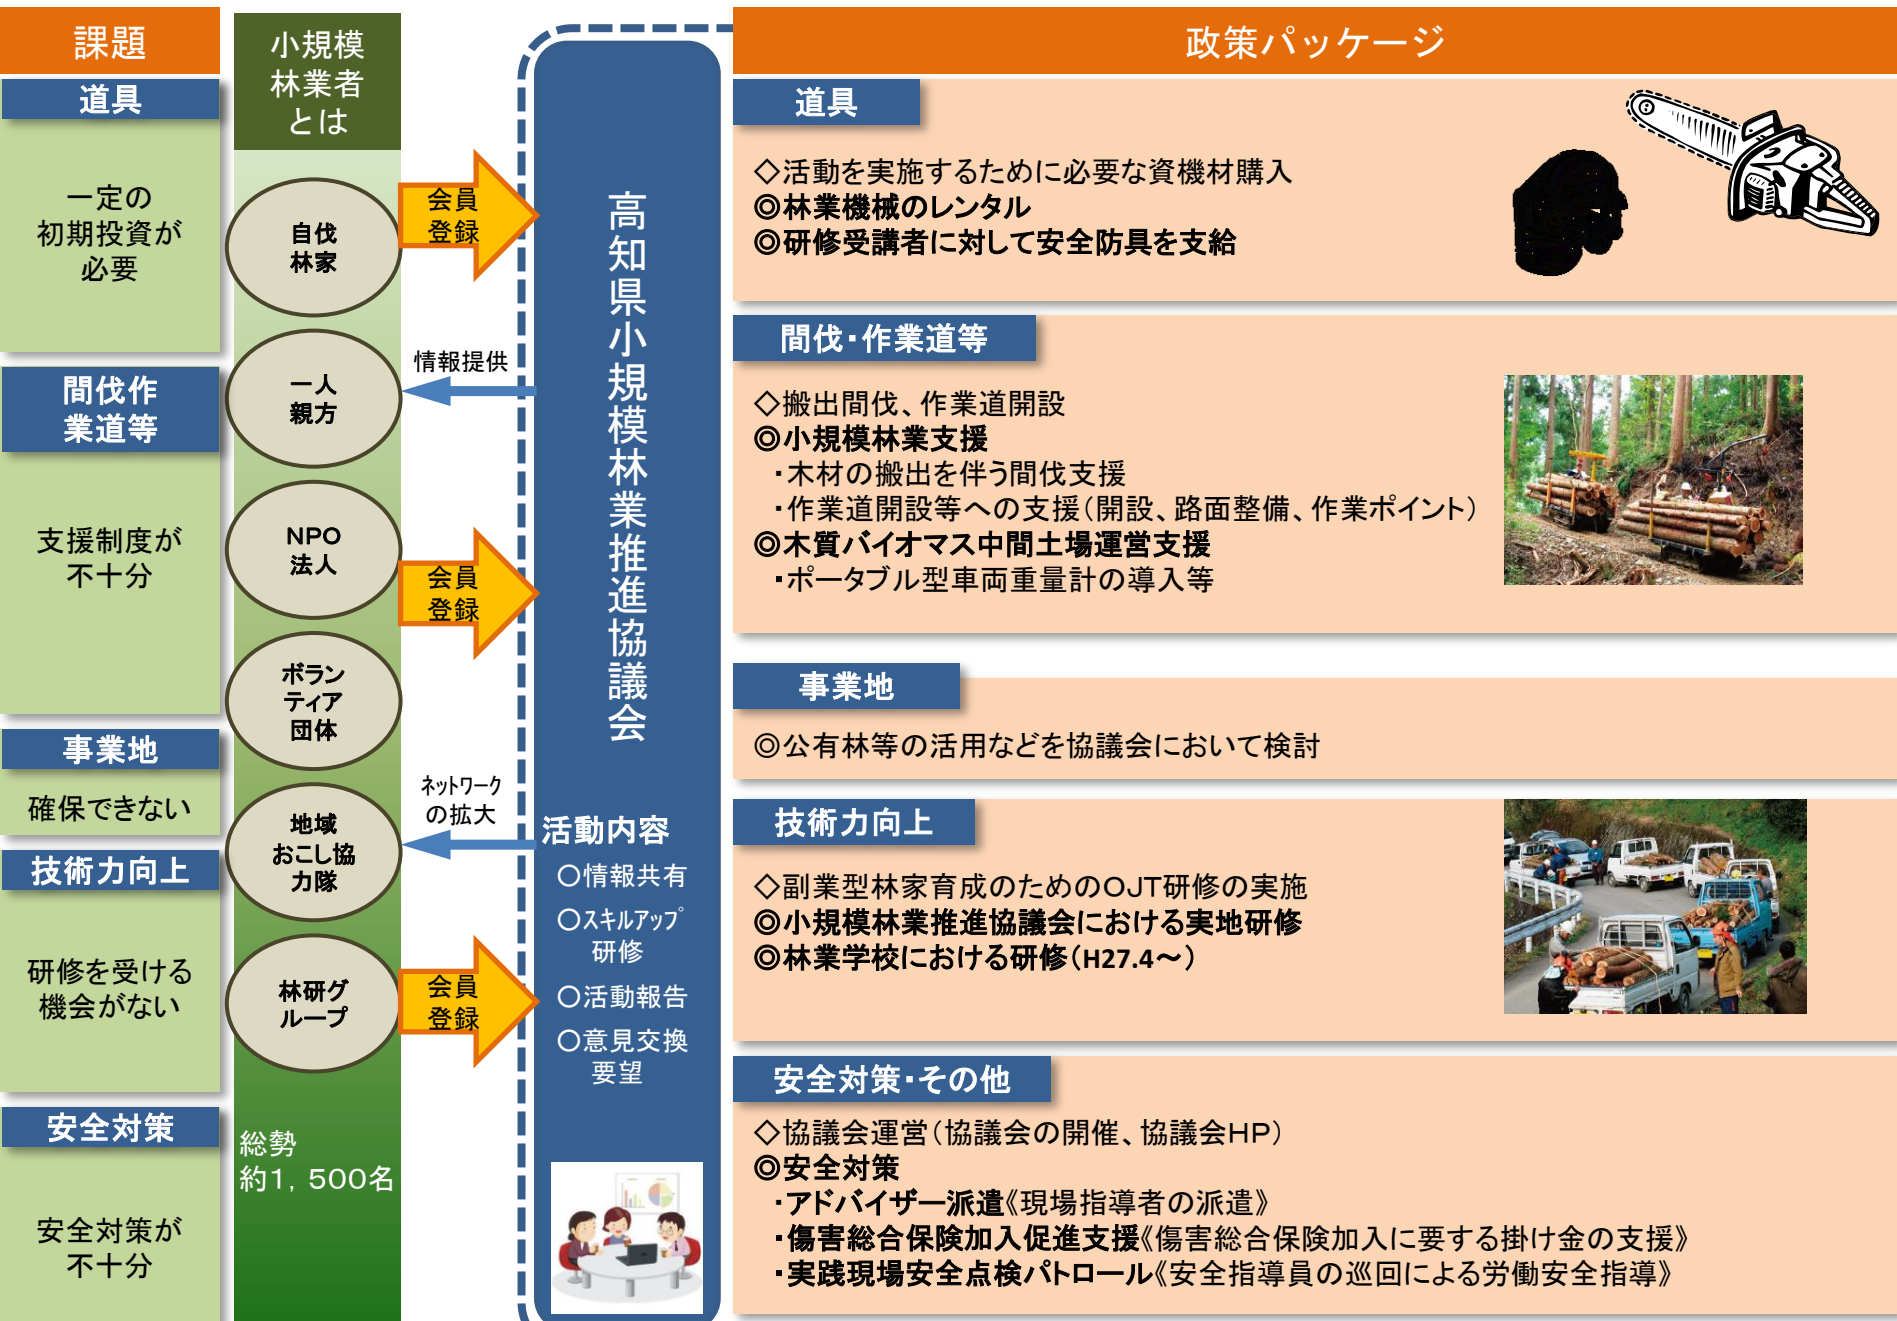 課題
道具
一定の
初期投資が
必要
間伐作
業道等
支援制度が
不十分
事業地
確保できない
技術力向上
研修を受ける
機会がない
安全対策
安全対策が
不十分
小規模
林業者
とは
自伐
林家
一人
親方
NPO
法人
ボラン
ティア
団体
地域
おこし協
力隊
林研グ
ループ
総勢
約1,500名
会員
登録
情報提供
会員
登録
ネットワーク
の拡大
会員
登録
高知県小規模林業推進協議会
活動内容
○情報共有
○スキルアップ
研修
○活動報告
○意見交換
要望
政策パッケージ
道具
◇活動を実施するために必要な資機材購入
◎林業機械のレンタル
◎研修受講者に対して安全防具を支給
間伐・作業道等
◇搬出間伐、作業道開設
◎小規模林業支援
・木材の搬出を伴う間伐支援
・作業道開設等への支援(開設、路面整備、作業ポイント)
◎木質バイオマス中間土場運営支援
・ポータブル型車両重量計の導入等
事業地
◎公有林等の活用などを協議会において検討
技術力向上
◇副業型林家育成のためのOJT研修の実施
◎小規模林業推進協議会における実地研修
◎林業学校における研修(H27.4～)
安全対策・その他
◇協議会運営(協議会の開催、協議会HP)
◎安全対策
・アドバイザー派遣《現場指導者の派遣》
・傷害総合保険加入促進支援《傷害総合保険加入に要する掛け金の支援》
・実践現場安全点検パトロール《安全指導員の巡回による労働安全指導》